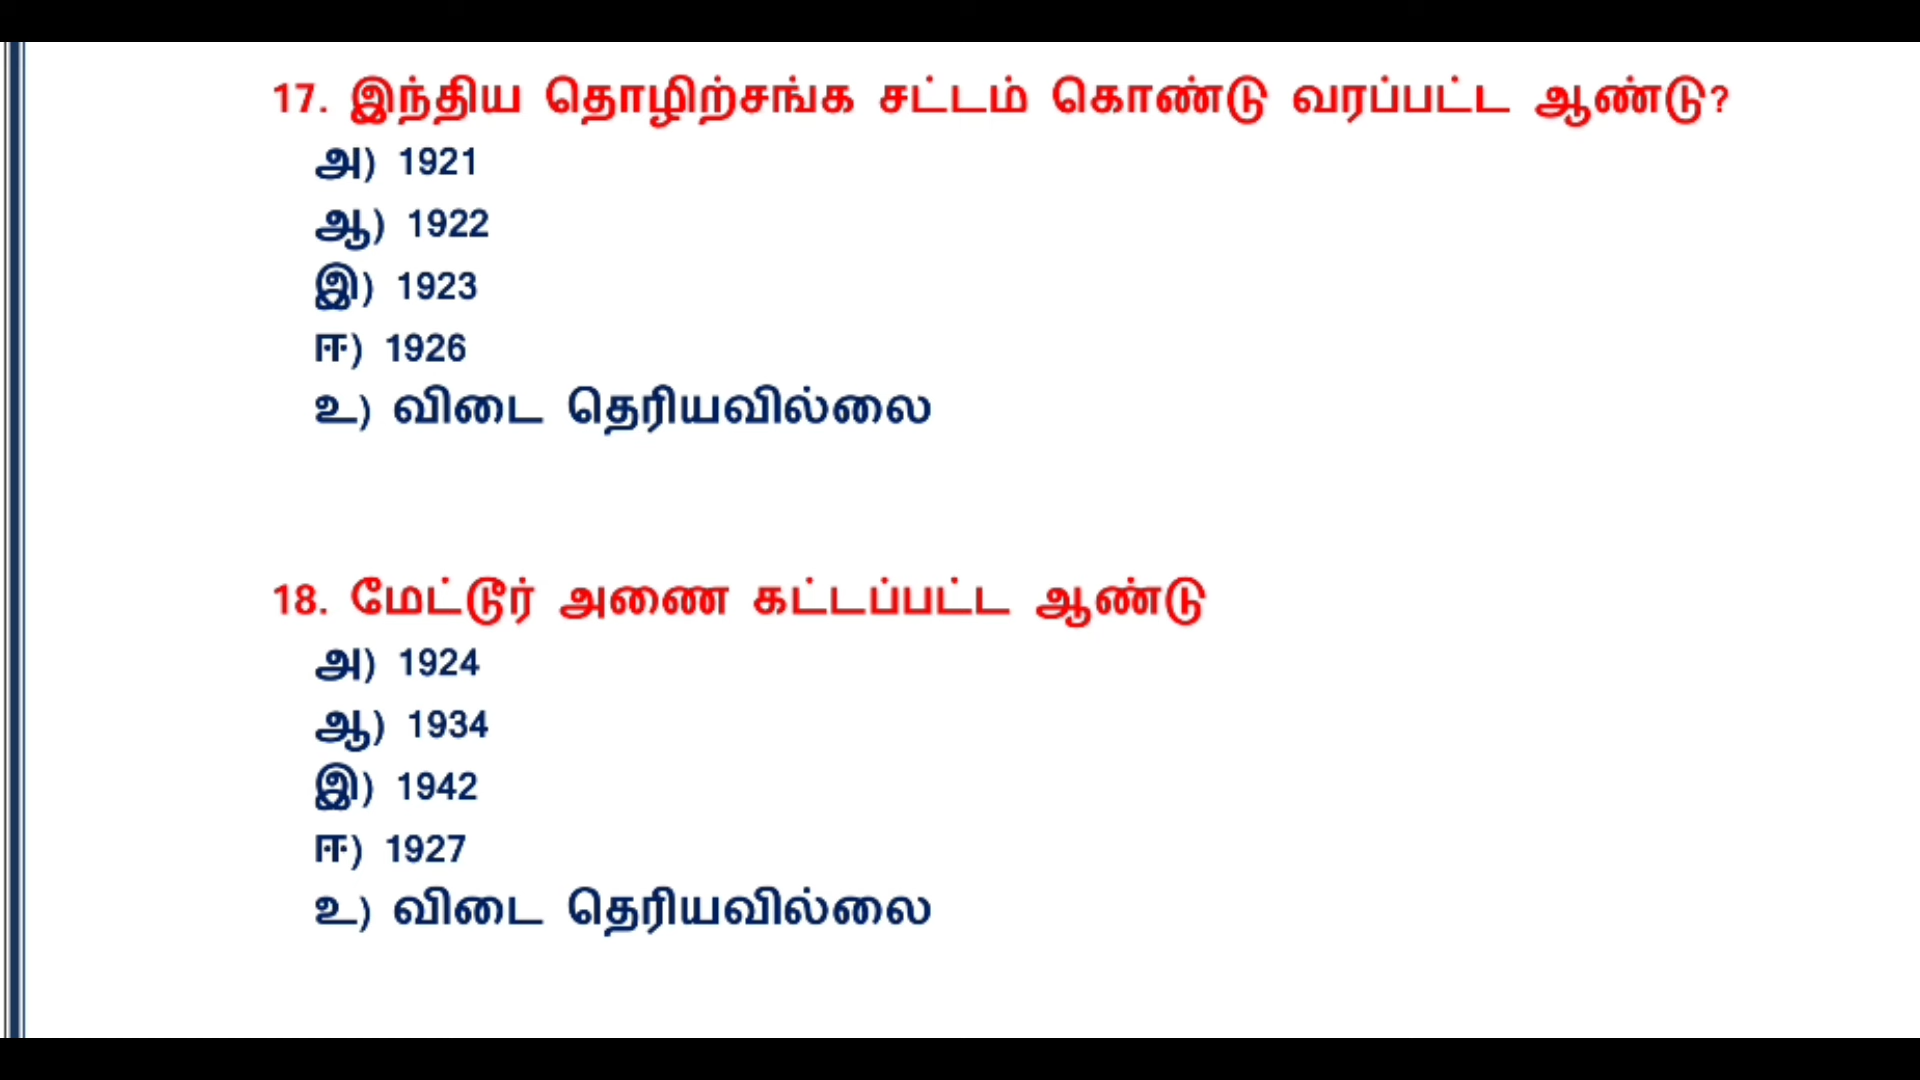 17. இந்திய தொழிற்சங்க சட்டம் கொண்டு வரப்பட்ட ஆண்டு?
அ) 1921
ஆ) 1922
இ) 1923
ஈ) 1926
உ) விடை தெரியவில்லை
18. மேட்டூர் அணை கட்டப்பட்ட ஆண்டு
அ) 1924
ஆ) 1934
இ) 1942
ஈ) 1927
உ) விடை தெரியவில்லை